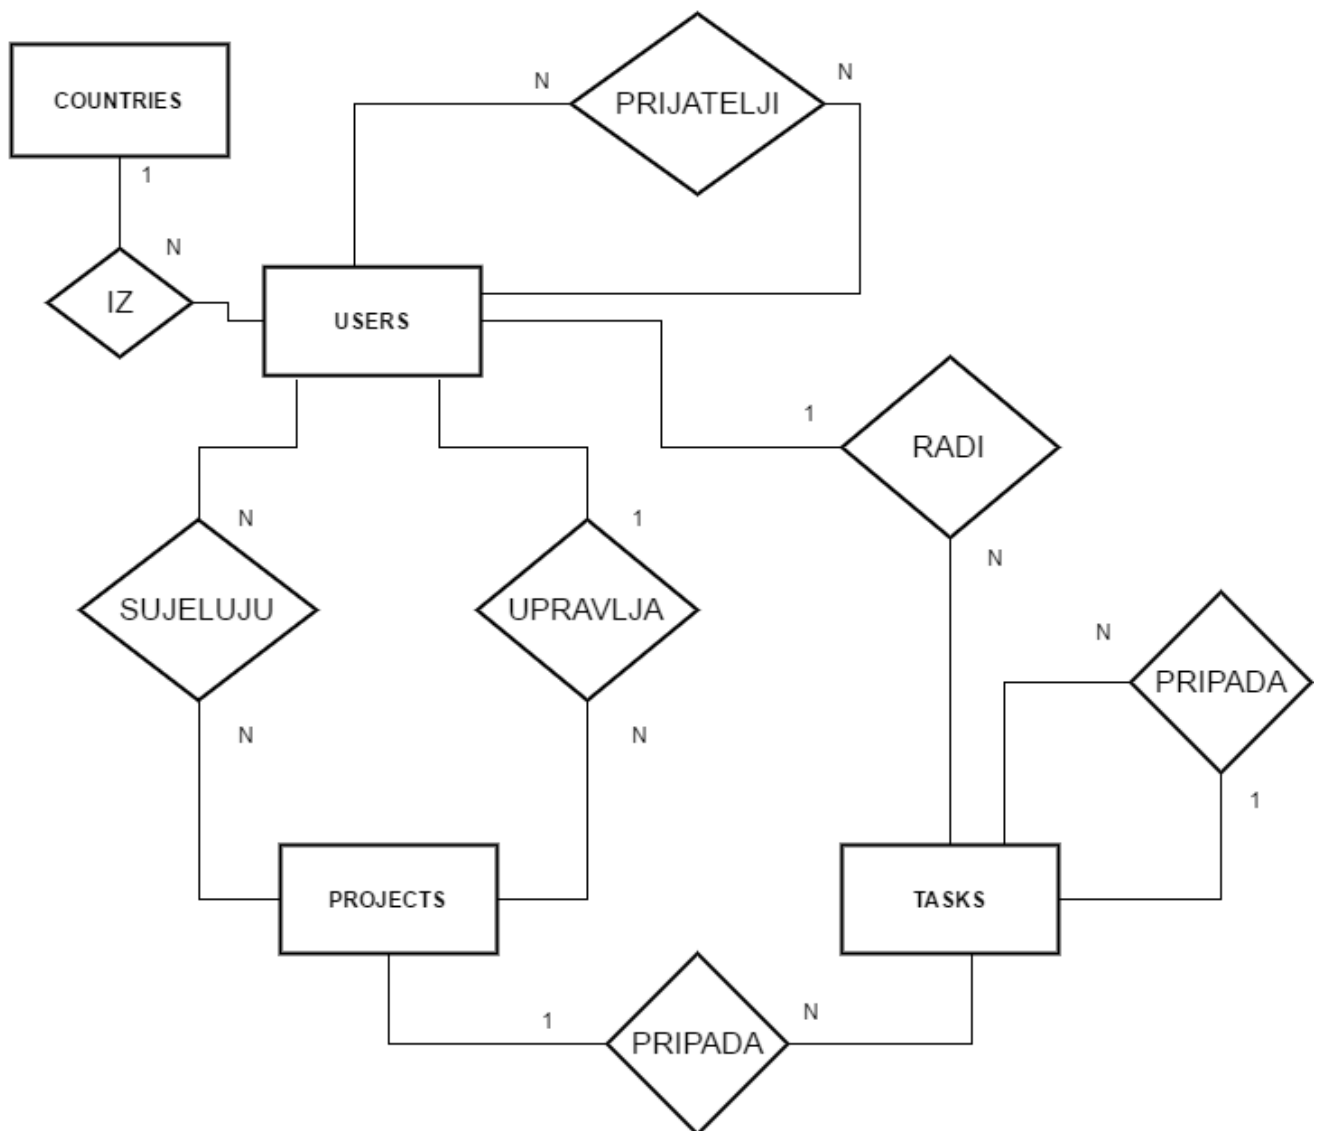 PRIJATELJI
N
N
COUNTRIES
1
N
IZ
USERS
1
RADI
N
N
1
SUJELUJU
UPRAVLJA
N
N
N
PRIPADA
1
PROJECTS
TASKS
1
N
PRIPADA